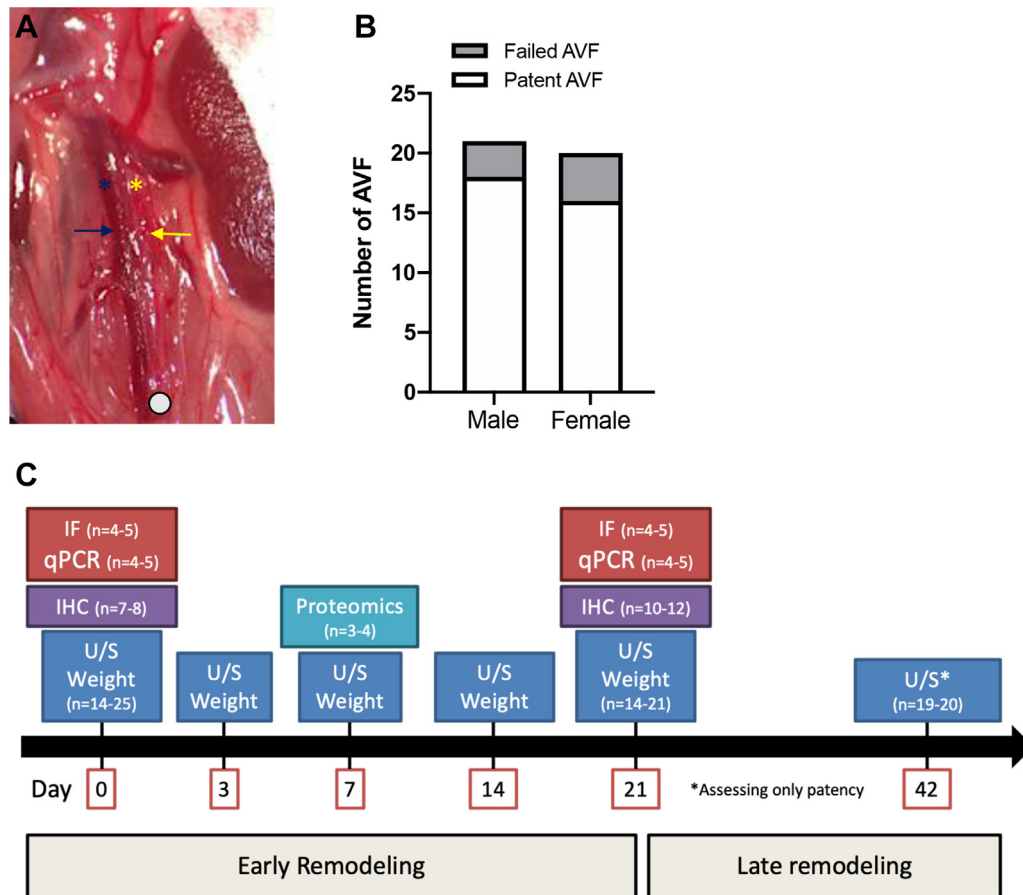 A
B
Failed AVF
Patent AVF
Number of AVF
25
20
15
10
5
0
Male Female
C
IF (n=4-5)
qPCR (n=4-5)
IHC (n=7-8)
U/S
Weight
(n=14-25)
U/S
Weight
Proteomics
(n=3-4)
U/S
Weight
U/S
Weight
IF (n=4-5)
qPCR (n=4-5)
IHC (n=10-12)
U/S
Weight
(n=14-21)
U/S*
(n=19-20)
Day 0 3 7 14 21 *Assessing only patency 42
Early Remodeling Late remodeling